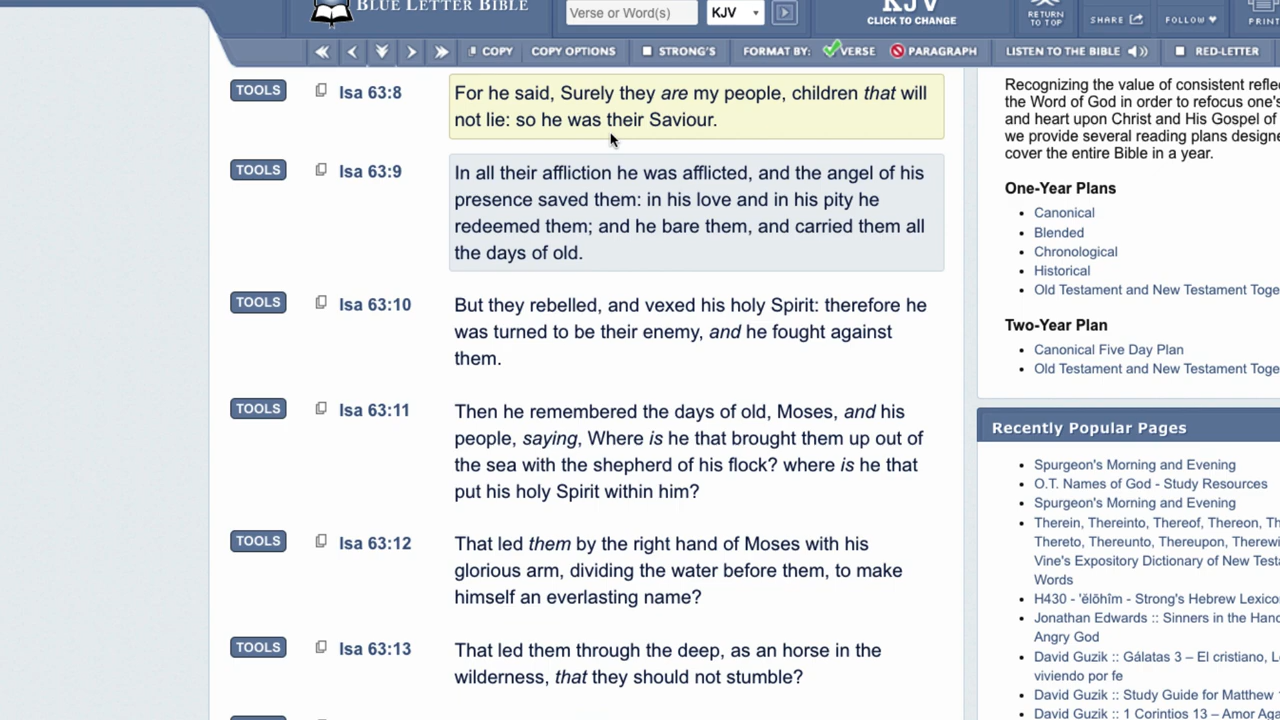 BLUE LETTER BIBLE
Verse or Word(s)
KJV
KJV
CLICK TO CHANGE
RETURN
TO TOP
SHARE
FOLLOW
PRINT
COPY
COPY OPTIONS
STRONG'S
FORMAT BY:
VERSE
PARAGRAPH
LISTEN TO THE BIBLE
RED-LETTER
TOOLS
Isa 63:8
For he said, Surely they are my people, children that will
not lie: so he was their Saviour.
TOOLS
Isa 63:9
In all their affliction he was afflicted, and the angel of his
presence saved them: in his love and in his pity he
redeemed them; and he bare them, and carried them all
the days of old.
TOOLS
Isa 63:10
But they rebelled, and vexed his holy Spirit: therefore he
was turned to be their enemy, and he fought against
them.
TOOLS
Isa 63:11
Then he remembered the days of old, Moses, and his
people, saying, Where is he that brought them up out of
the sea with the shepherd of his flock? where is he that
put his holy Spirit within him?
TOOLS
Isa 63:12
That led them by the right hand of Moses with his
glorious arm, dividing the water before them, to make
himself an everlasting name?
TOOLS
Isa 63:13
That led them through the deep, as an horse in the
wilderness, that they should not stumble?
Recognizing the value of consistent refle
the Word of God in order to refocus one's
and heart upon Christ and His Gospel of
we provide several reading plans designe
cover the entire Bible in a year.
One-Year Plans
Canonical
Blended
Chronological
Historical
Old Testament and New Testament Toge
Two-Year Plan
Canonical Five Day Plan
Old Testament and New Testament Toge
Recently Popular Pages
Spurgeon's Morning and Evening
O.T. Names of God - Study Resources
Spurgeon's Morning and Evening
Therein, Thereinto, Thereof, Thereon, Th
Thereto, Thereunto, Thereupon, Therewi
Vine's Expository Dictionary of New Testa
Words
H430 - 'ĕlōhîm - Strong's Hebrew Lexico
Jonathan Edwards :: Sinners in the Hand
Angry God
David Guzik :: Gálatas 3 – El cristiano, L
viviendo por fe
David Guzik :: Study Guide for Matthew
David Guzik :: 1 Corintios 13 – Amor Aga